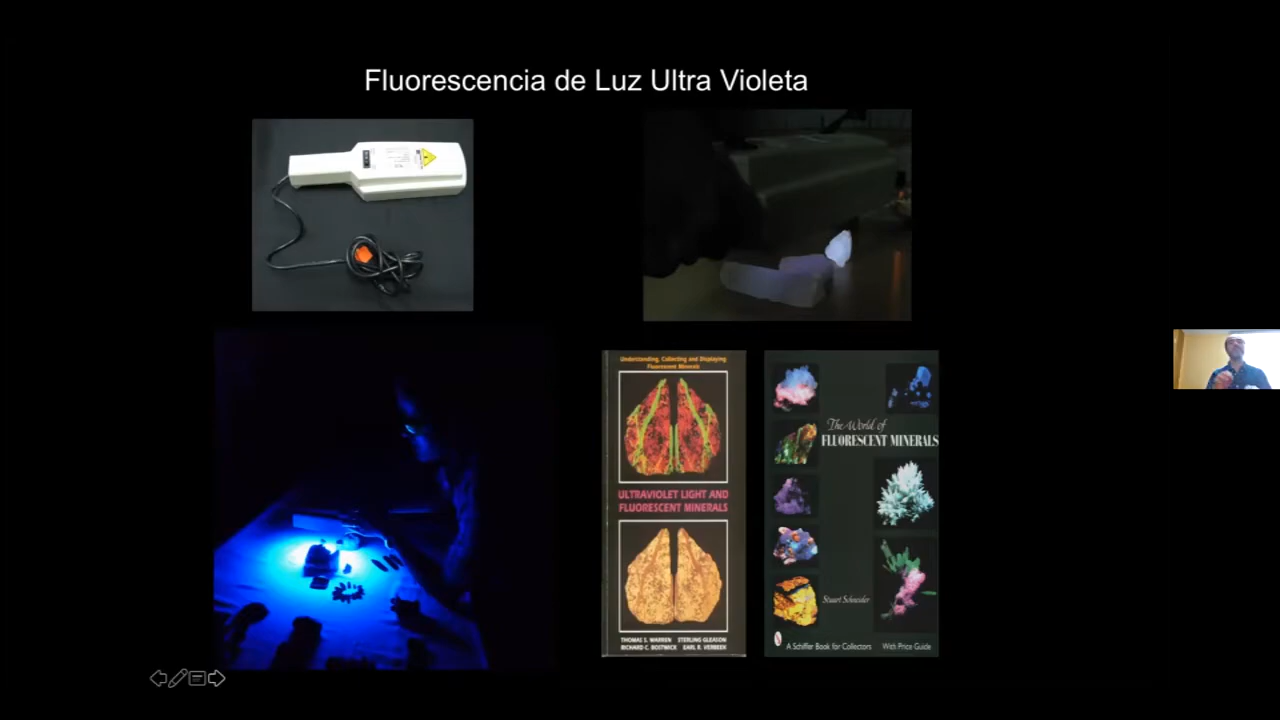 Fluorescencia de Luz Ultra Violeta
Understanding, Collecting and Displaying
Fluorescent Minerals
ULTRAVIOLET LIGHT AND
FLUORESCENT MINERALS
THOMAS S. WARREN STERLING GLEASON
RICHARD C. BOSTWICK EARL R. VERBEEK
The World of
FLUORESCENT MINERALS
Stuart Schneider
A Schiffer Book for Collectors With Price Guide